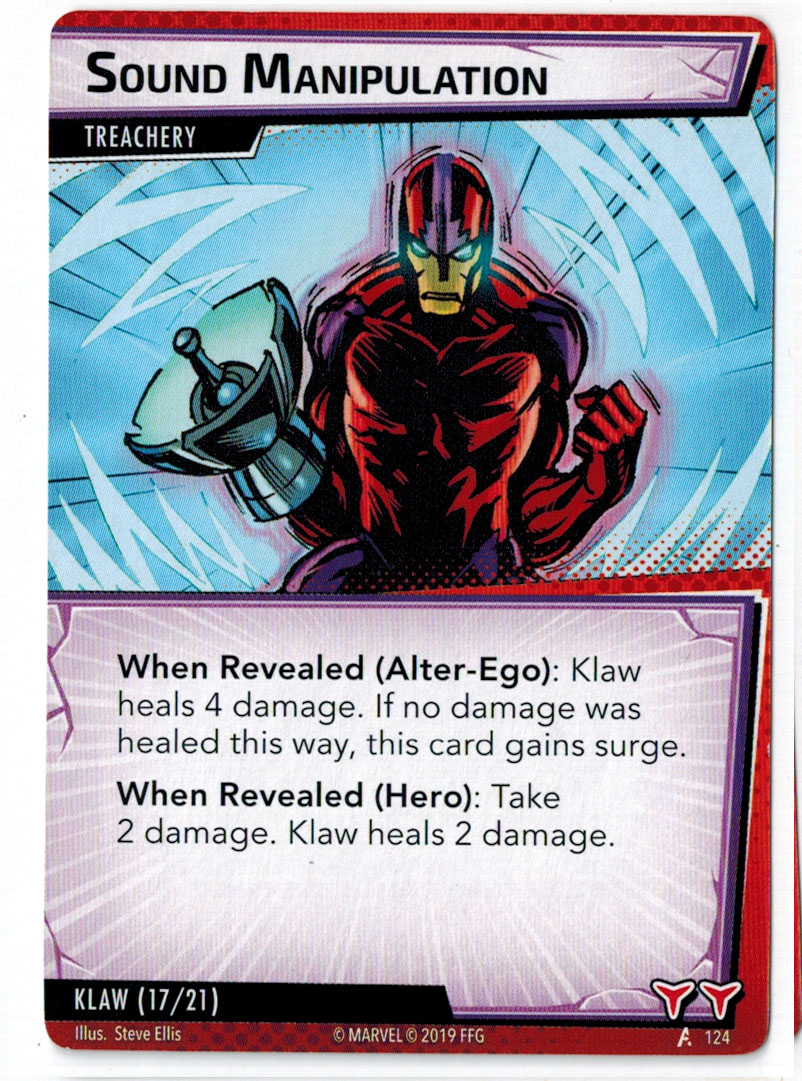 SOUND MANIPULATION
TREACHERY
When Revealed (Alter-Ego): Klaw
heals 4 damage. If no damage was
healed this way, this card gains surge.
When Revealed (Hero): Take
2 damage. Klaw heals 2 damage.
KLAW (17/21)
Illus. Steve Ellis
© MARVEL © 2019 FFG
124